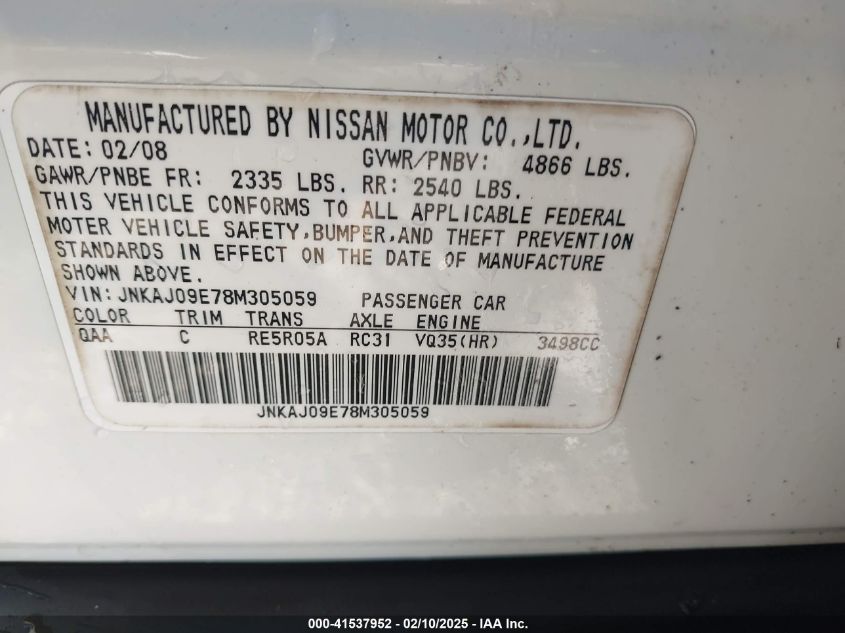 MANUFACTURED BY NISSAN MOTOR CO.,LTD.
DATE: 02/08 GVWR/PNBV: 4866 LBS.
GAWR/PNBE FR: 2335 LBS. RR: 2540 LBS.
THIS VEHICLE CONFORMS TO ALL APPLICABLE FEDERAL
MOTER VEHICLE SAFETY,BUMPER,AND THEFT PREVENTION
STANDARDS IN EFFECT ON THE DATE OF MANUFACTURE
SHOWN ABOVE.
VIN: JNKAJ09E78M305059 PASSENGER CAR
COLOR TRIM TRANS AXLE ENGINE
QAA C RE5R05A RC31 VQ35(HR) 3498CC
JNKAJ09E78M305059
000-41537952 - 02/10/2025 - IAA Inc.